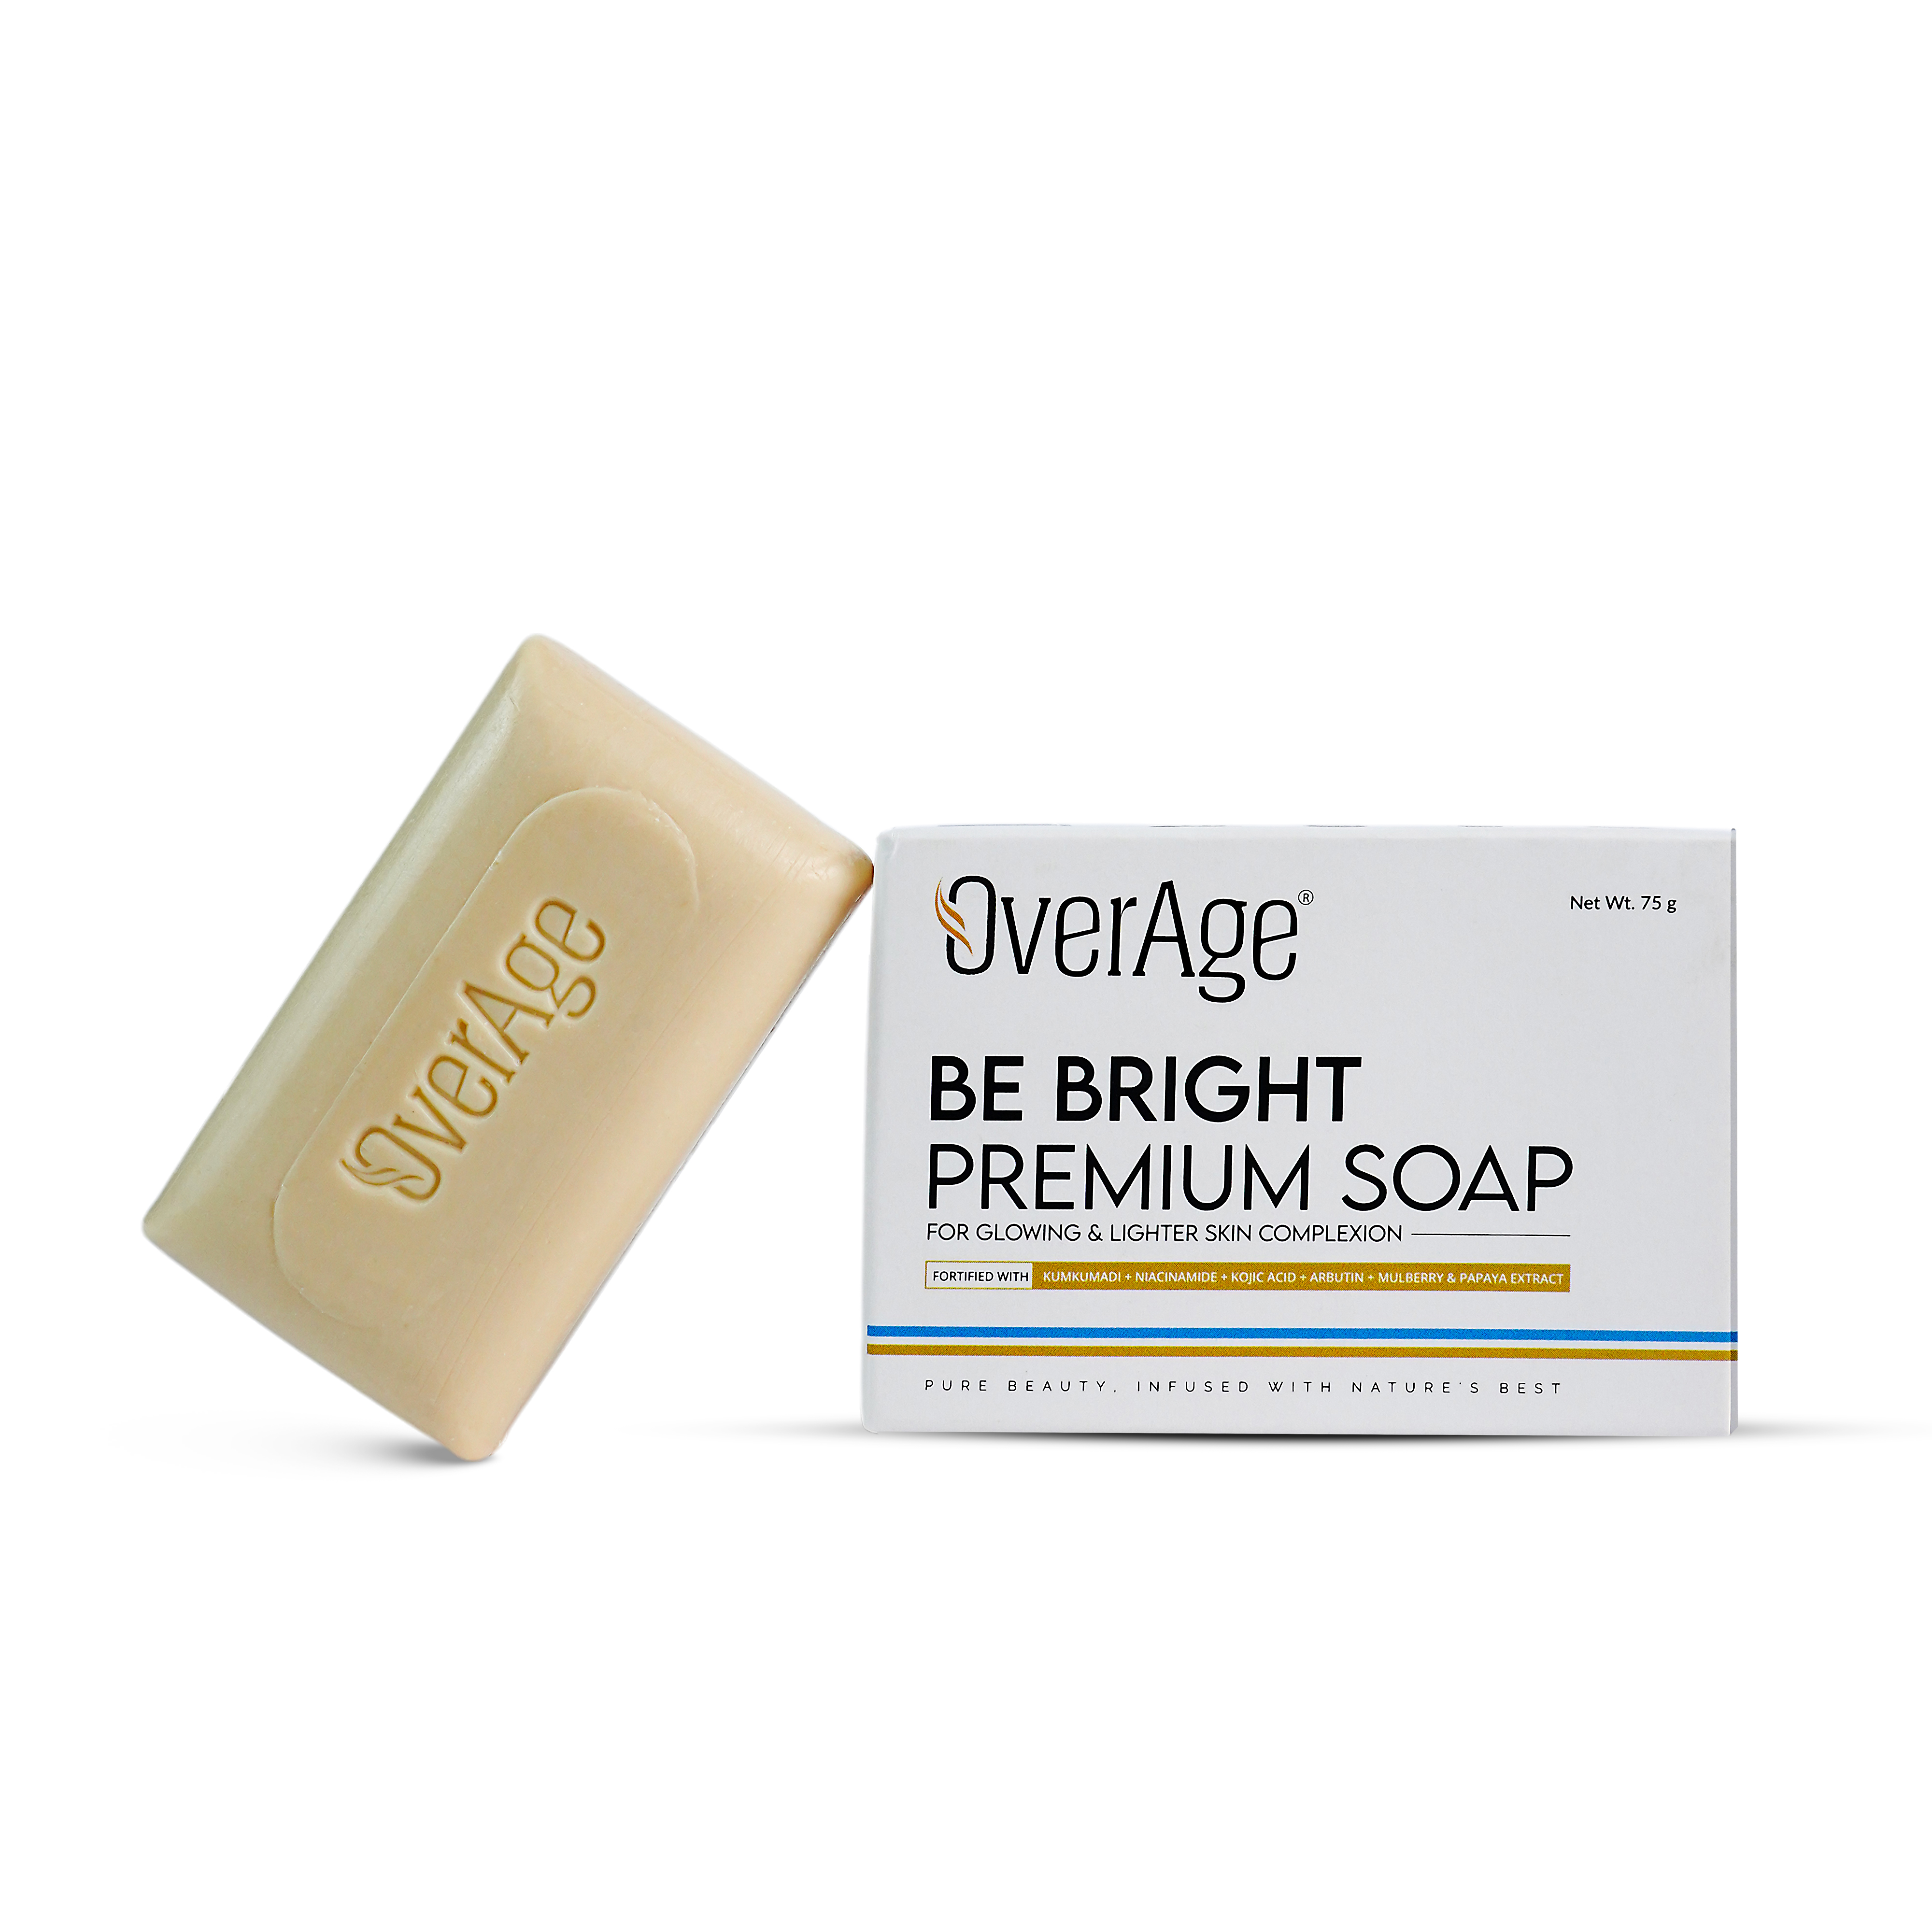 OverAge
OverAge®
Net Wt. 75 g
BE BRIGHT
PREMIUM SOAP
FOR GLOWING & LIGHTER SKIN COMPLEXION
FORTIFIED WITH KUMKUMADI + NIACINAMIDE + KOJIC ACID + ARBUTIN + MULBERRY & PAPAYA EXTRACT
PURE BEAUTY, INFUSED WITH NATURE'S BEST